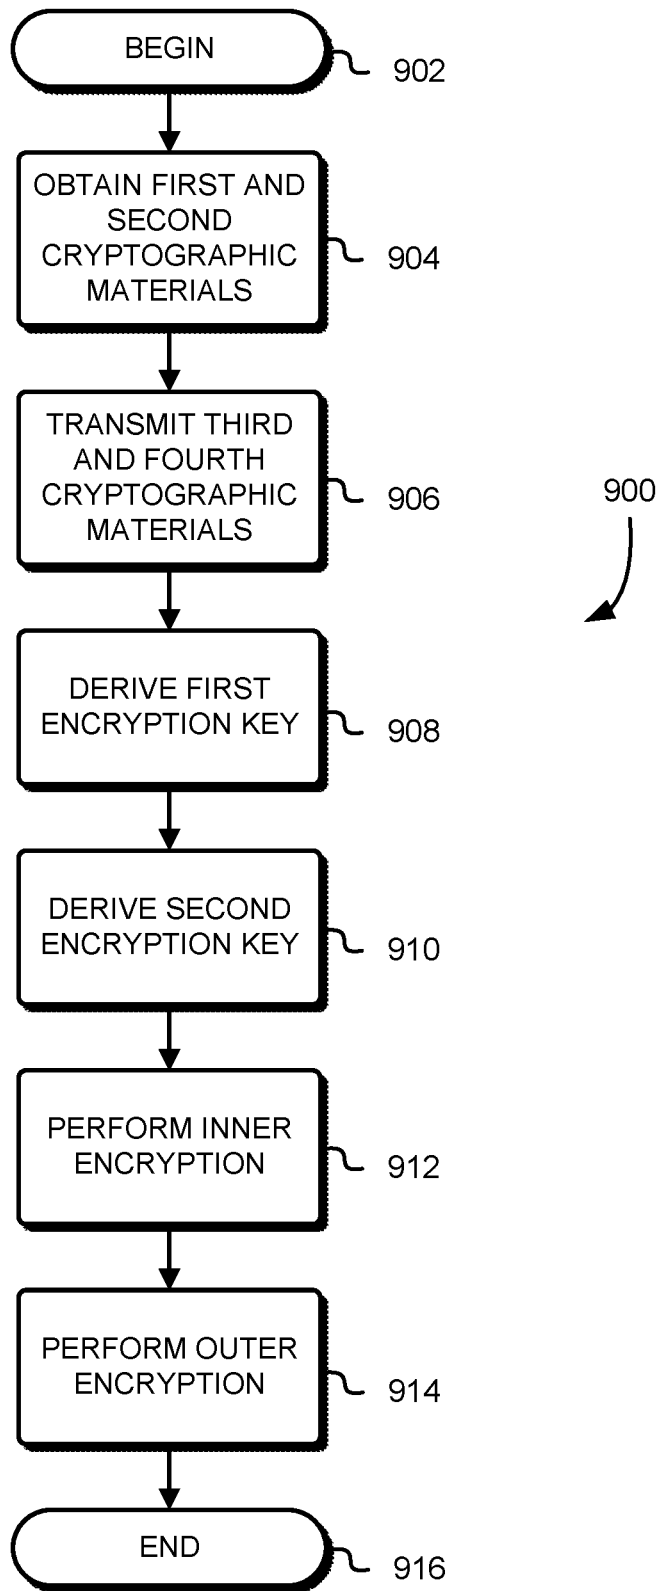 BEGIN
902
OBTAIN FIRST AND
SECOND
CRYPTOGRAPHIC
MATERIALS
904
TRANSMIT THIRD
AND FOURTH
CRYPTOGRAPHIC
MATERIALS
906
900
DERIVE FIRST
ENCRYPTION KEY
908
DERIVE SECOND
ENCRYPTION KEY
910
PERFORM INNER
ENCRYPTION
912
PERFORM OUTER
ENCRYPTION
914
END
916